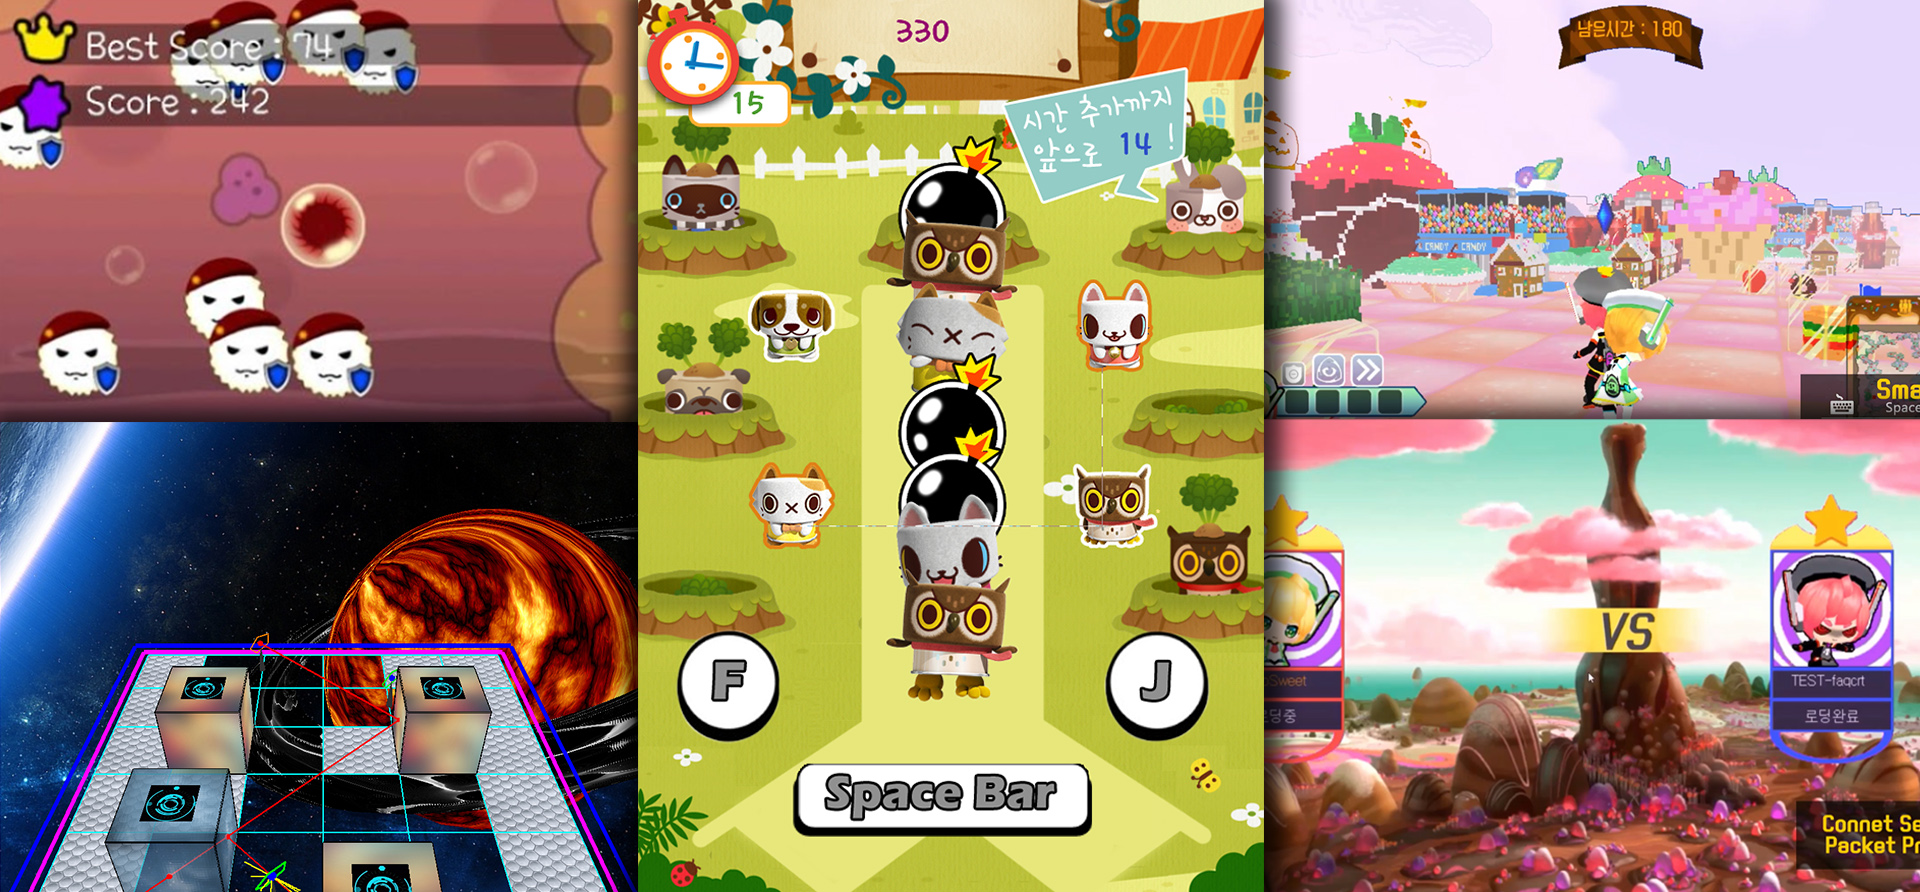 Best Score : 74
Score : 242
330
15
시간 추가까지
앞으로 14 !
F
J
Space Bar
남은시간 : 180
CANDY CANDY
Sma
Space
VS
Sweet
로딩중
TEST-faqcrt
로딩완료
Connet Se
Packet Pr